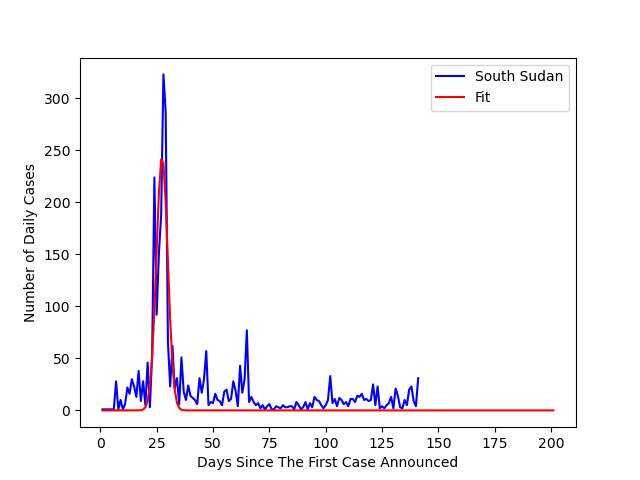 South Sudan
Fit
300
250
200
150
100
50
0
Number of Daily Cases
0 25 50 75 100 125 150 175 200
Days Since The First Case Announced